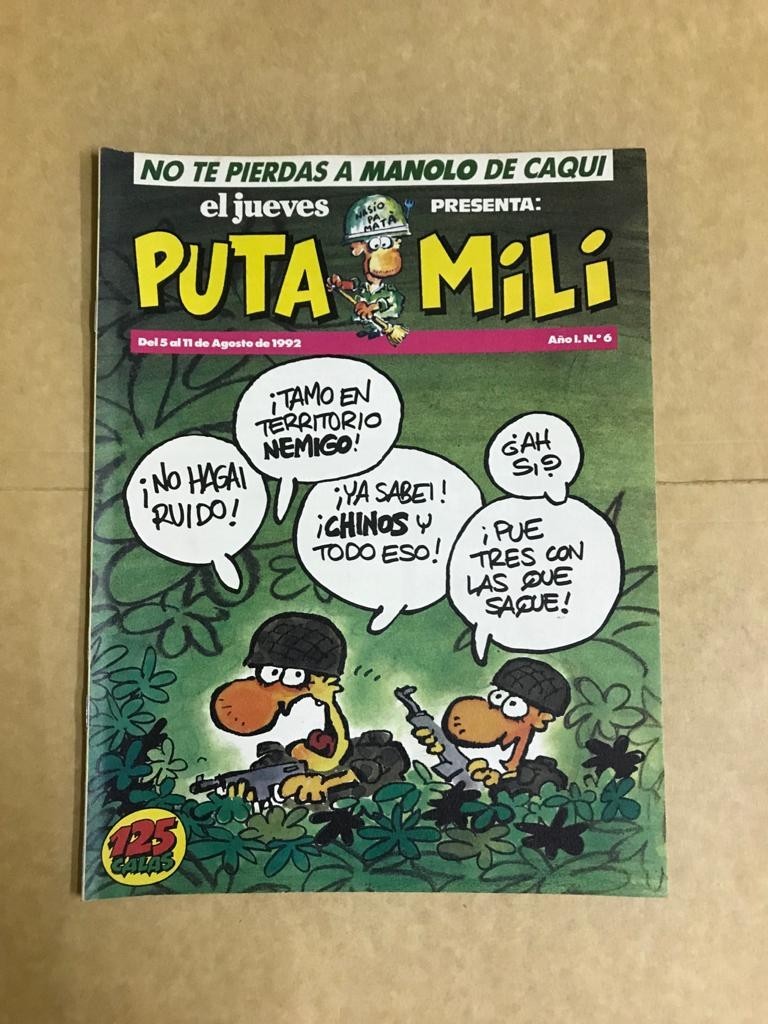 NO TE PIERDAS A MANOLO DE CAQUI
el jueves PRESENTA:
NASIO
PA
MATÁ
PUTA MiLi
Del 5 al 11 de Agosto de 1992 Año I. N.º 6
¡TAMO EN
TERRITORIO
NEMIGO!
¡NO HAGAI
RUIDO!
¡YA SABEI!
¡CHINOS Y
TODO ESO!
¿AH
SI?
¡PUE
TRES CON
LAS QUE
SAQUE!
125
CALAS